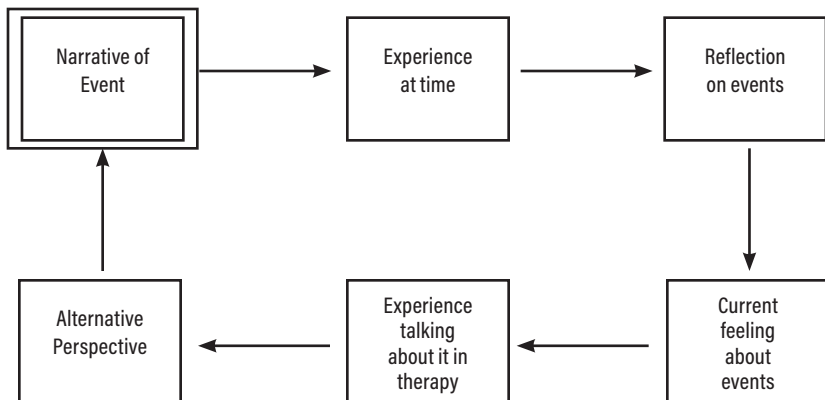 Narrative of
Event
Experience
at time
Reflection
on events
Alternative
Perspective
Experience
talking
about it in
therapy
Current
feeling
about
events